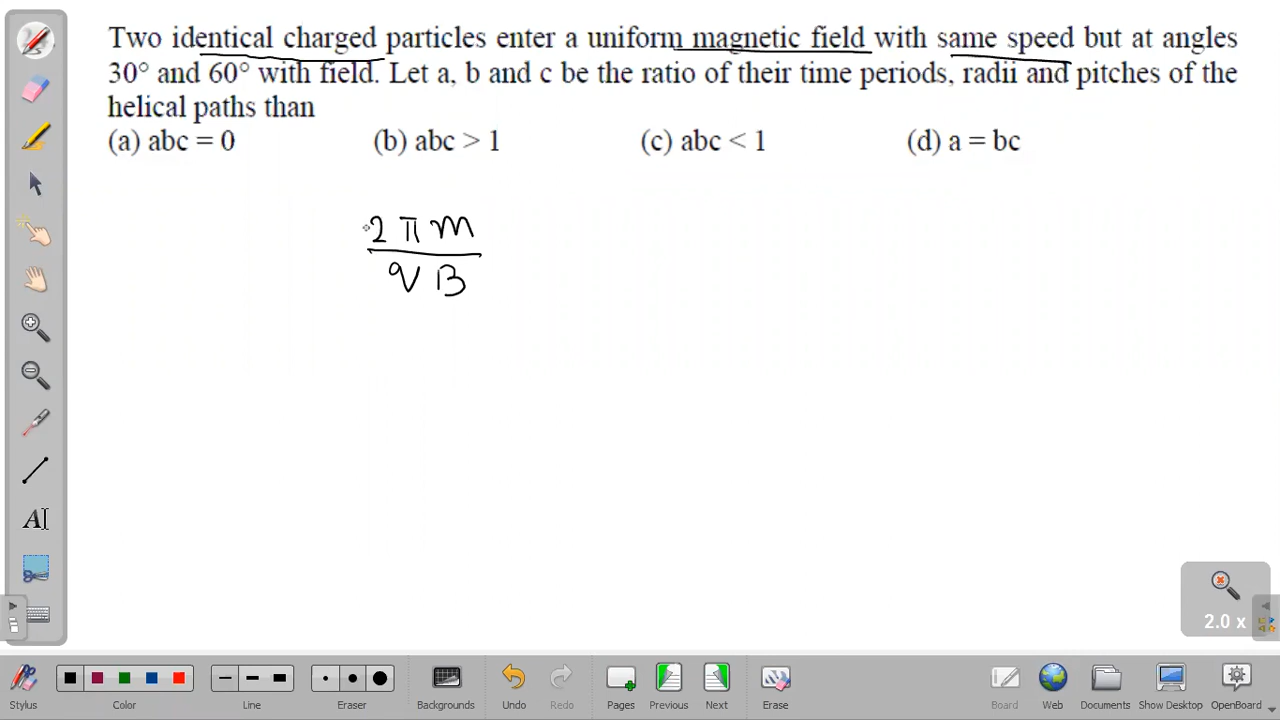 Two identical charged particles enter a uniform magnetic field with same speed but at angles
30° and 60° with field. Let a, b and c be the ratio of their time periods, radii and pitches of the
helical paths than
(a) abc = 0 (b) abc > 1 (c) abc < 1 (d) a = bc
2 π m
q B
2.0 x
Stylus Color Line Eraser Backgrounds Undo Redo Pages Previous Next Erase Board Web Documents Show Desktop OpenBoard